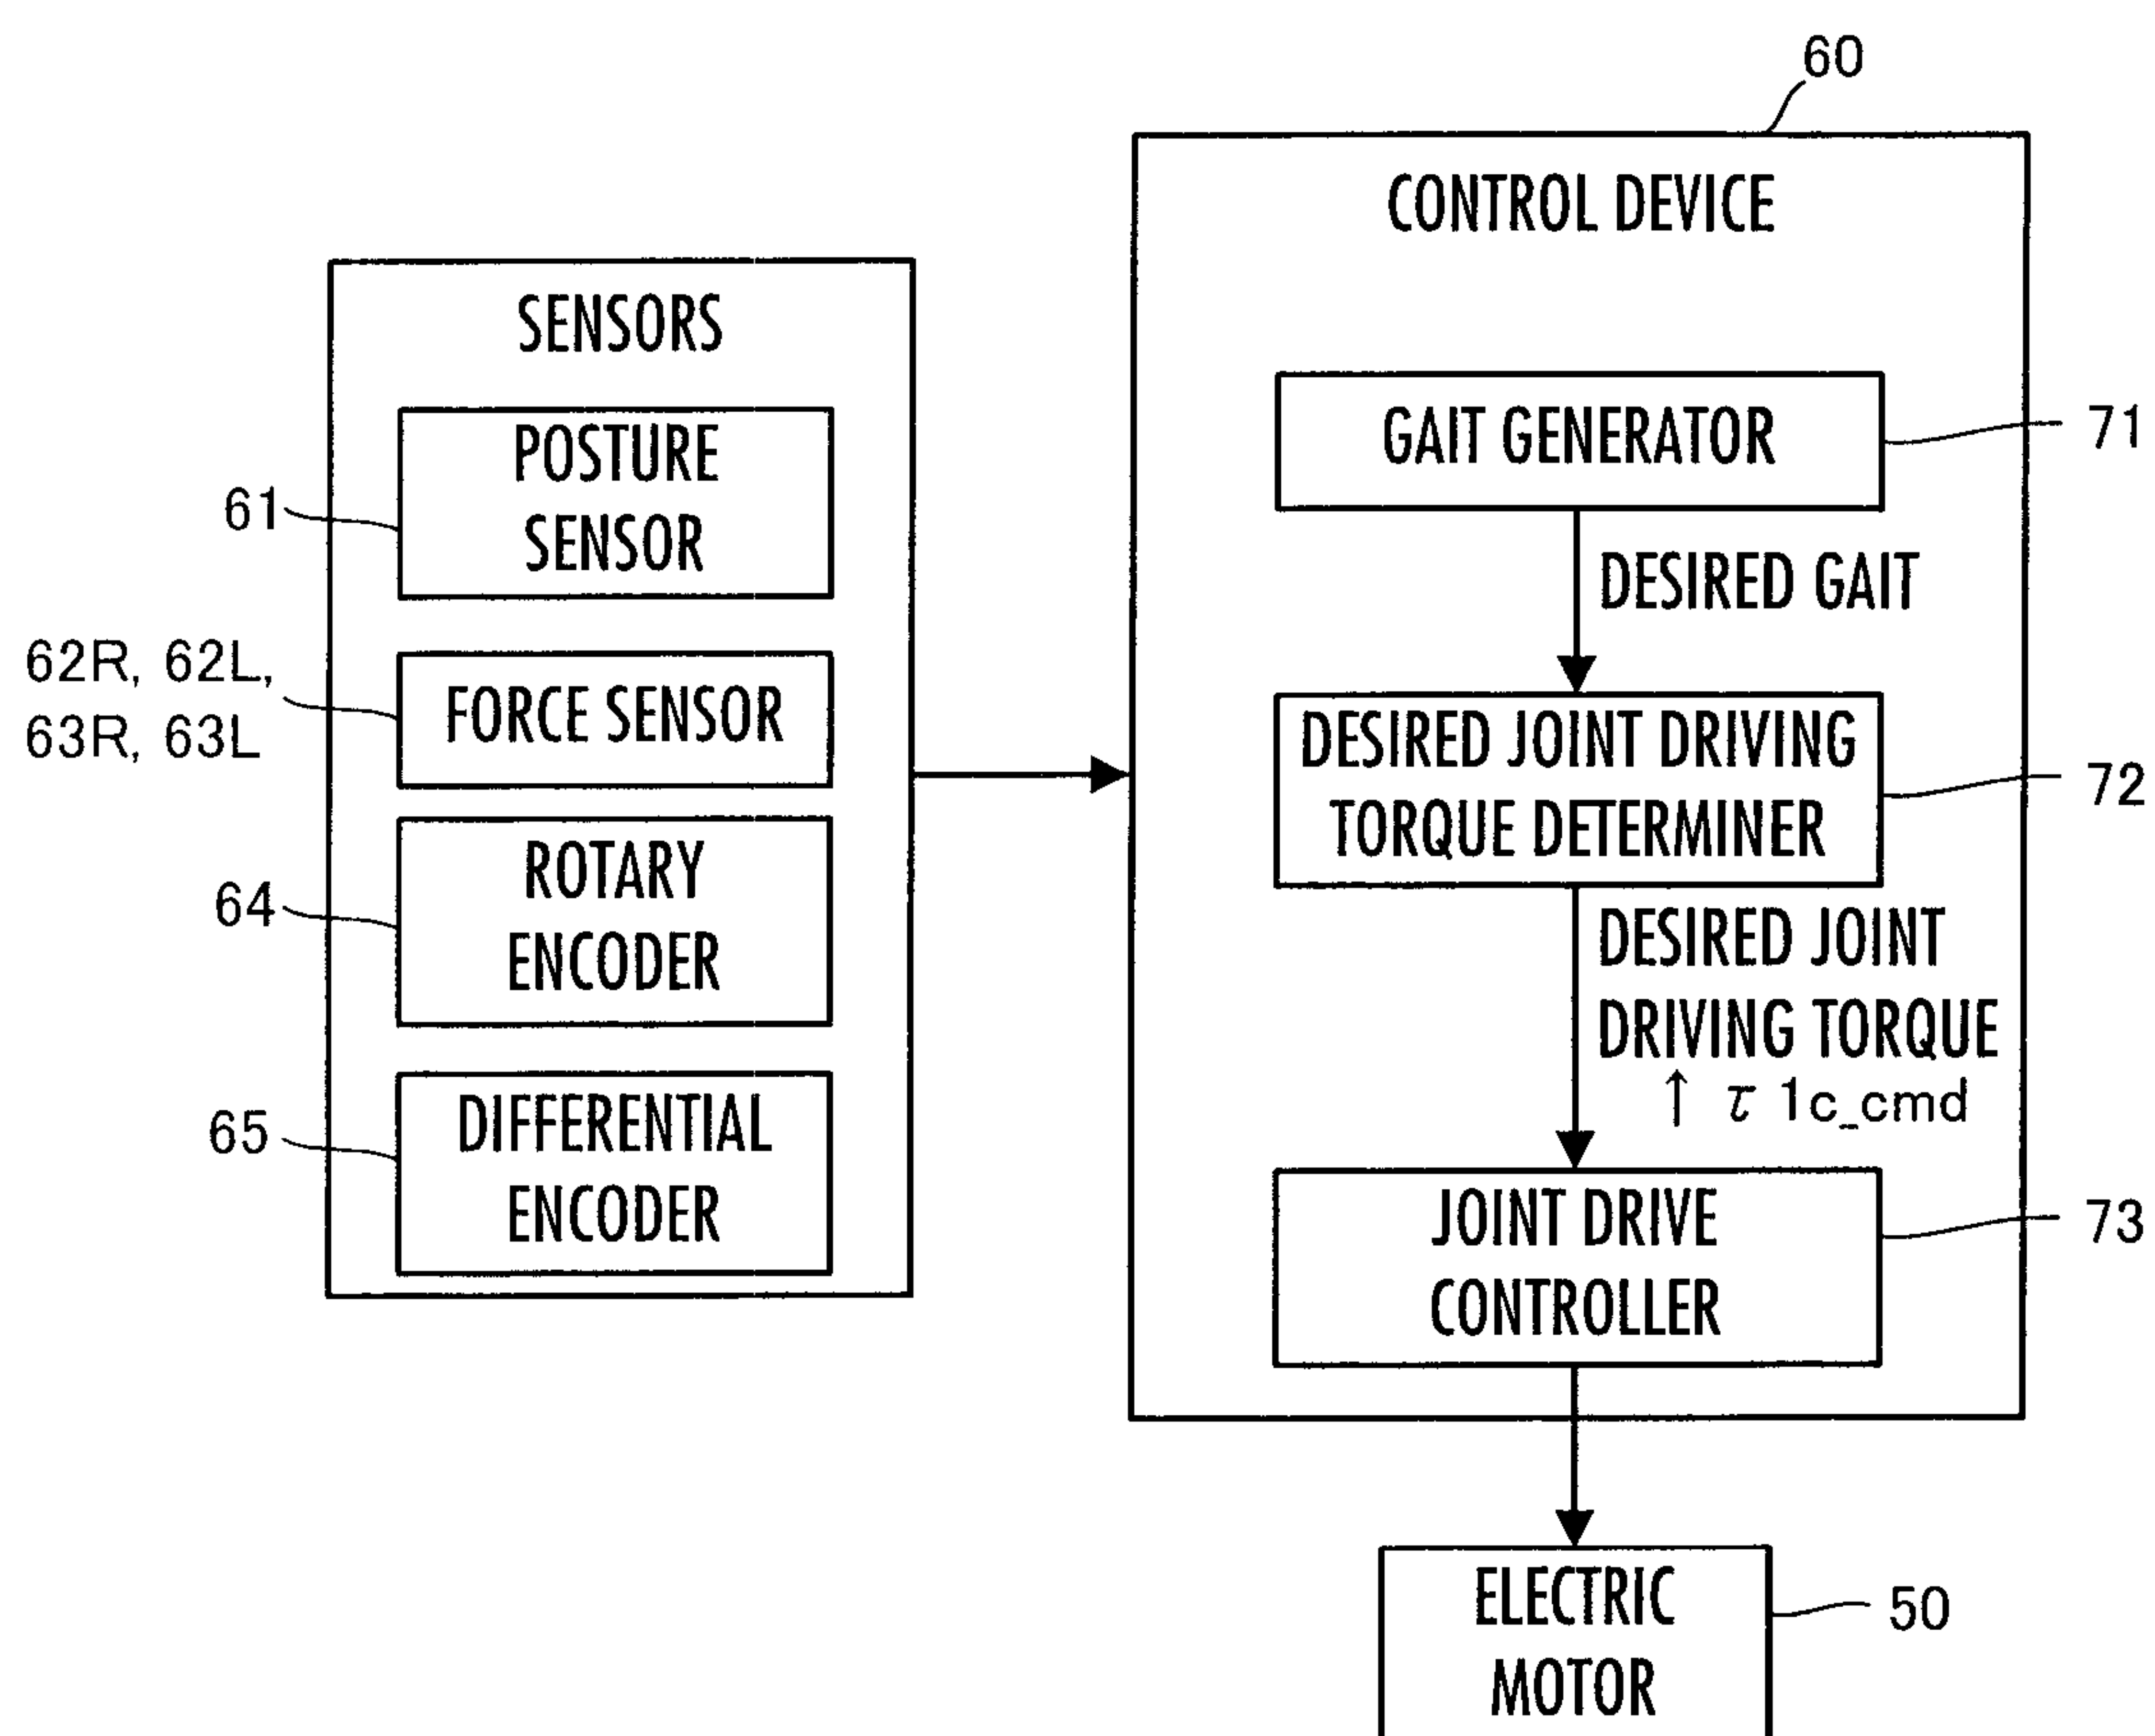 60
CONTROL DEVICE
SENSORS
POSTURE
SENSOR
61
62R, 62L,
63R, 63L
FORCE SENSOR
ROTARY
ENCODER
64
DIFFERENTIAL
ENCODER
65
GAIT GENERATOR
71
DESIRED GAIT
DESIRED JOINT DRIVING
TORQUE DETERMINER
72
DESIRED JOINT
DRIVING TORQUE
↑ τ 1c_cmd
JOINT DRIVE
CONTROLLER
73
ELECTRIC
MOTOR
50